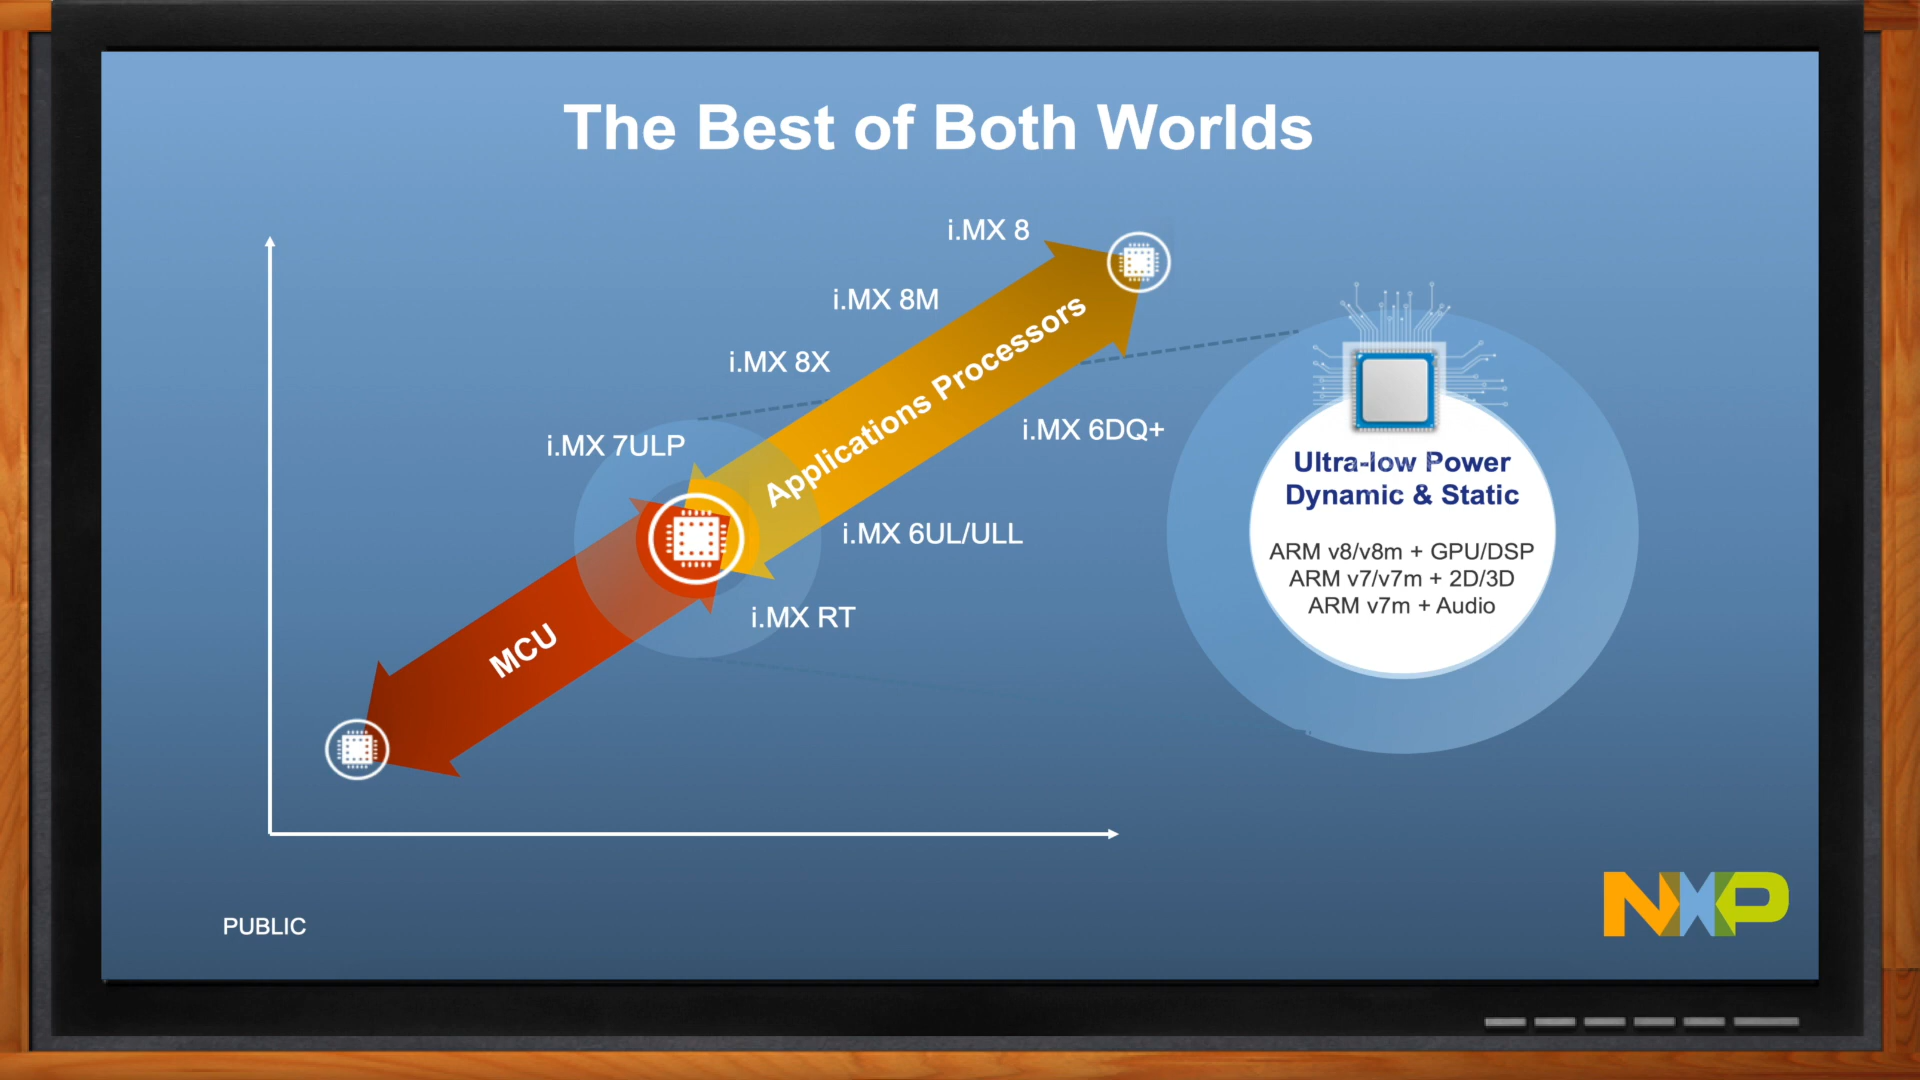 The Best of Both Worlds
i.MX 8
i.MX 8M
i.MX 8X
i.MX 7ULP
Applications Processors
i.MX 6DQ+
i.MX 6UL/ULL
i.MX RT
MCU
Ultra-low Power
Dynamic & Static
ARM v8/v8m + GPU/DSP
ARM v7/v7m + 2D/3D
ARM v7m + Audio
PUBLIC
NXP